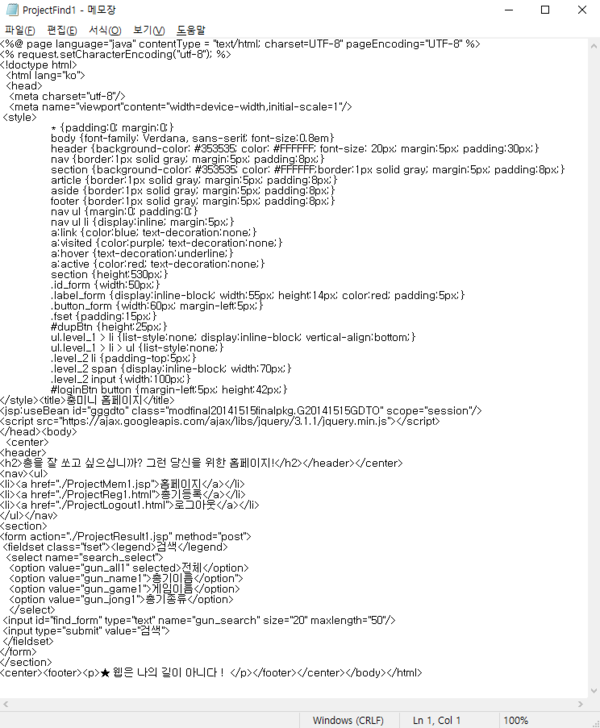 ProjectFind1 - 메모장
파일(F) 편집(E) 서식(O) 보기(V) 도움말
<%@ page language="java" contentType = "text/html; charset=UTF-8" pageEncoding="UTF-8" %>
<% request.setCharacterEncoding("utf-8"); %>
<!doctype html>
<html lang="ko">
<head>
<meta charset="utf-8"/>
<meta name="viewport"content="width=device-width,initial-scale=1"/>
<style>
* {padding:0; margin:0;}
body {font-family: Verdana, sans-serif; font-size:0.8em}
header {background-color: #353535; color: #FFFFFF; font-size: 20px; margin:5px; padding:30px;}
nav {border:1px solid gray; margin:5px; padding:8px;}
section {background-color: #353535; color: #FFFFFF;border:1px solid gray; margin:5px; padding:8px;}
article {border:1px solid gray; margin:5px; padding:8px;}
aside {border:1px solid gray; margin:5px; padding:8px;}
footer {border:1px solid gray; margin:5px; padding:8px;}
nav ul {margin:0; padding:0;}
nav ul li {display:inline; margin:5px;}
a:link {color:blue; text-decoration:none;}
a:visited {color:purple; text-decoration:none;}
a:hover {text-decoration:underline;}
a:active {color:red; text-decoration:none;}
section {height:530px;}
.id_form {width:50px;}
.label_form {display:inline-block; width:55px; height:14px; color:red; padding:5px;}
.button_form {width:60px; margin-left:5px;}
.fset {padding:15px;}
#dupBtn {height:25px;}
ul.level_1 > li {list-style:none; display:inline-block; vertical-align:bottom;}
ul.level_1 > li > ul {list-style:none;}
.level_2 li {padding-top:5px;}
.level_2 span {display:inline-block; width:70px;}
.level_2 input {width:100px;}
#loginBtn button {margin-left:5px; height:42px;}
</style><title>총미니 홈페이지</title>
<jsp:useBean id="gggdto" class="modfinal20141515finalpkg.G20141515GDTO" scope="session"/>
<script src="https://ajax.googleapis.com/ajax/libs/jquery/3.1.1/jquery.min.js"></script>
</head><body>
<center>
<header>
<h2>총을 잘 쏘고 싶으십니까? 그런 당신을 위한 홈페이지!</h2></header></center>
<nav><ul>
<li><a href="./ProjectMem1.jsp">홈페이지</a></li>
<li><a href="./ProjectReg1.html">총기등록</a></li>
<li><a href="./ProjectLogout1.html">로그아웃</a></li>
</ul></nav>
<section>
<form action="./ProjectResult1.jsp" method="post">
<fieldset class="fset"><legend>검색</legend>
<select name="search_select">
<option value="gun_all1" selected>전체</option>
<option value="gun_name1">총기이름</option">
<option value="gun_game1">게임이름</option>
<option value="gun_jong1">총기종류</option>
</select>
<input id="find_form" type="text" name="gun_search" size="20" maxlength="50"/>
<input type="submit" value="검색">
</fieldset>
</form>
</section>
<center><footer><p>★ 웹은 나의 길이 아니다 ! </p></footer></center></body></html>
Windows (CRLF) Ln 1, Col 1 100%